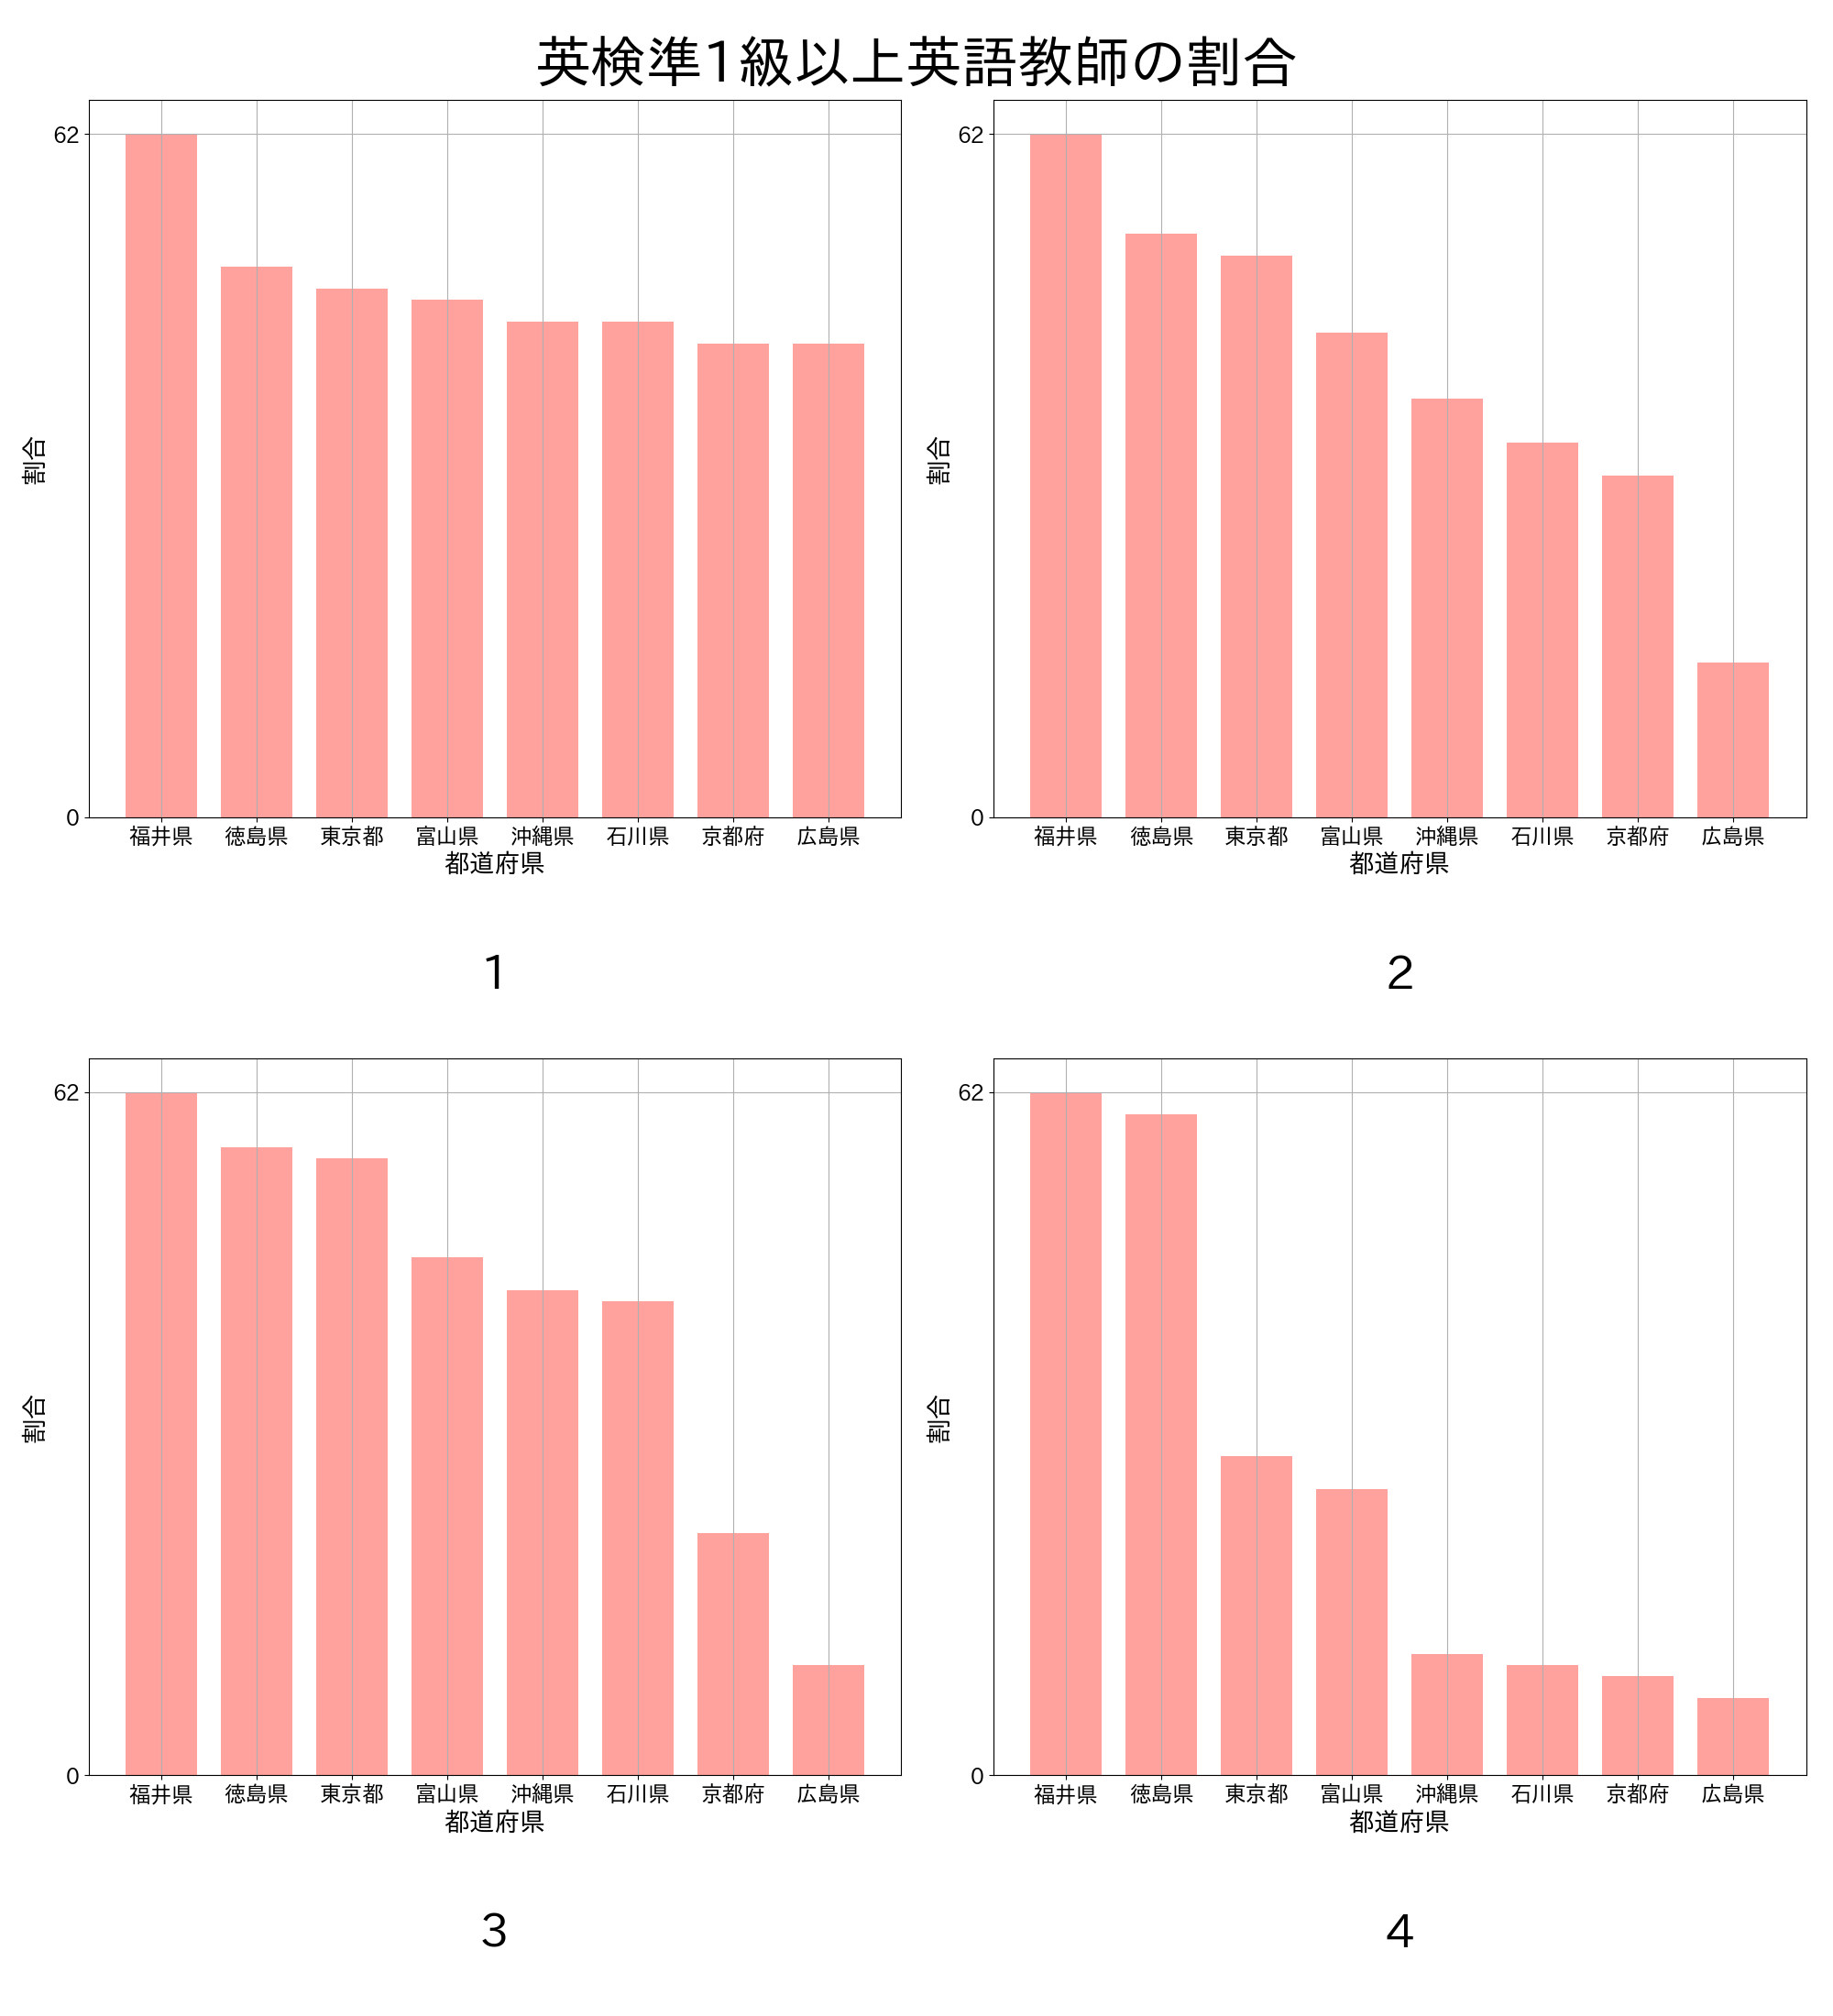 英検準1級以上英語教師の割合
62
0
割合
福井県 徳島県 東京都 富山県 沖縄県 石川県 京都府 広島県
都道府県
1
62
0
割合
福井県 徳島県 東京都 富山県 沖縄県 石川県 京都府 広島県
都道府県
2
62
0
割合
福井県 徳島県 東京都 富山県 沖縄県 石川県 京都府 広島県
都道府県
3
62
0
割合
福井県 徳島県 東京都 富山県 沖縄県 石川県 京都府 広島県
都道府県
4